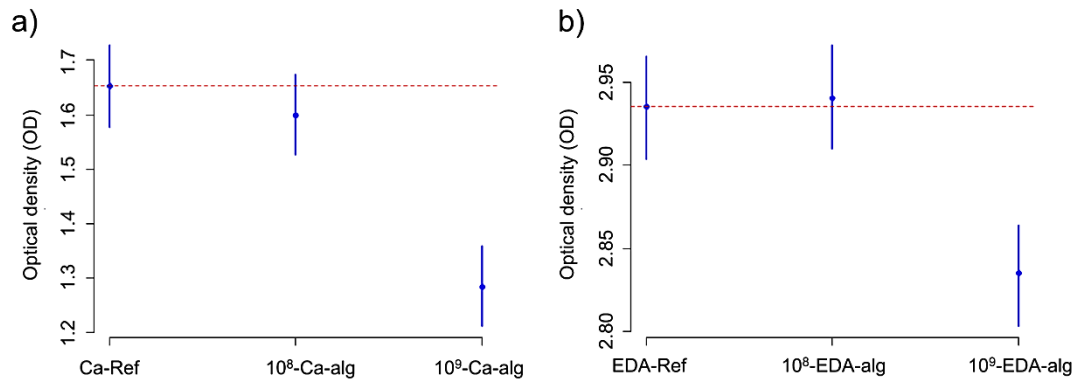 a)
Optical density (OD)
1.7
1.6
1.5
1.4
1.3
1.2
Ca-Ref
10⁸-Ca-alg
10⁹-Ca-alg
b)
Optical density (OD)
2.95
2.90
2.85
2.80
EDA-Ref
10⁸-EDA-alg
10⁹-EDA-alg